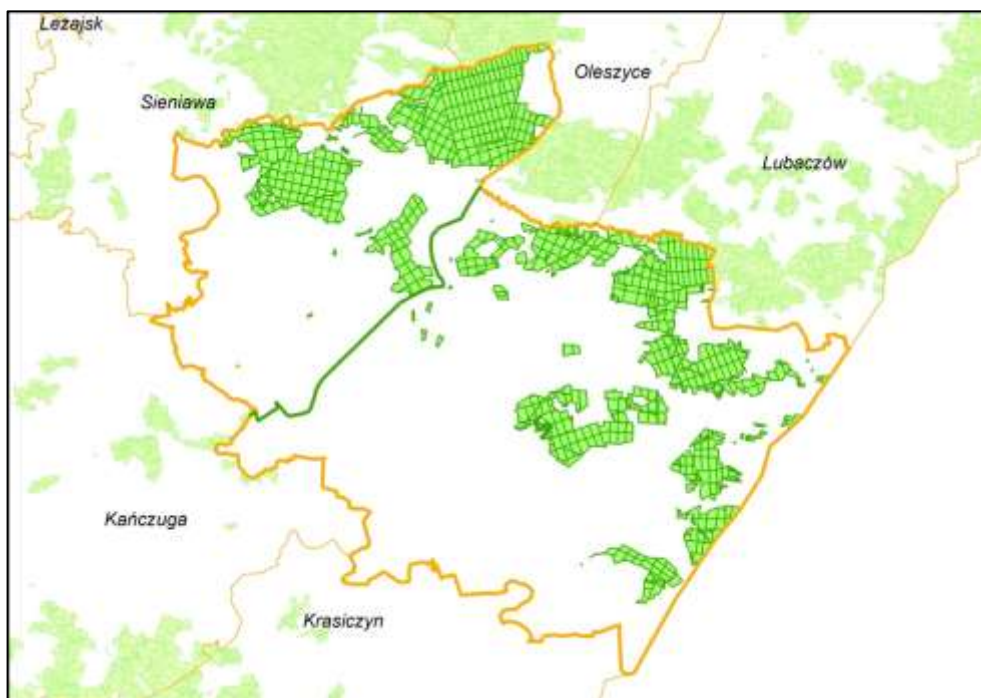 Leżajsk
Oleszyce
Sieniawa
Lubaczów
Kańczuga
Krasiczyn